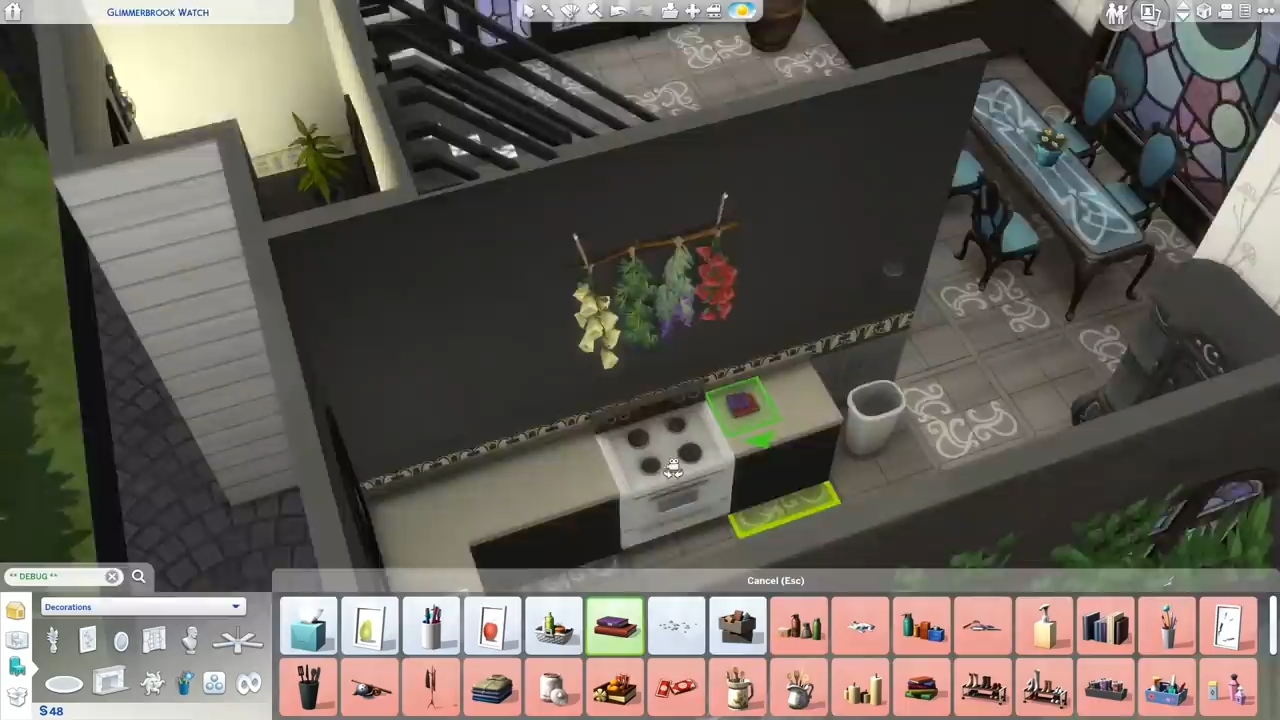 GLIMMERBROOK WATCH
Cancel (Esc)
** DEBUG **
Decorations
§48